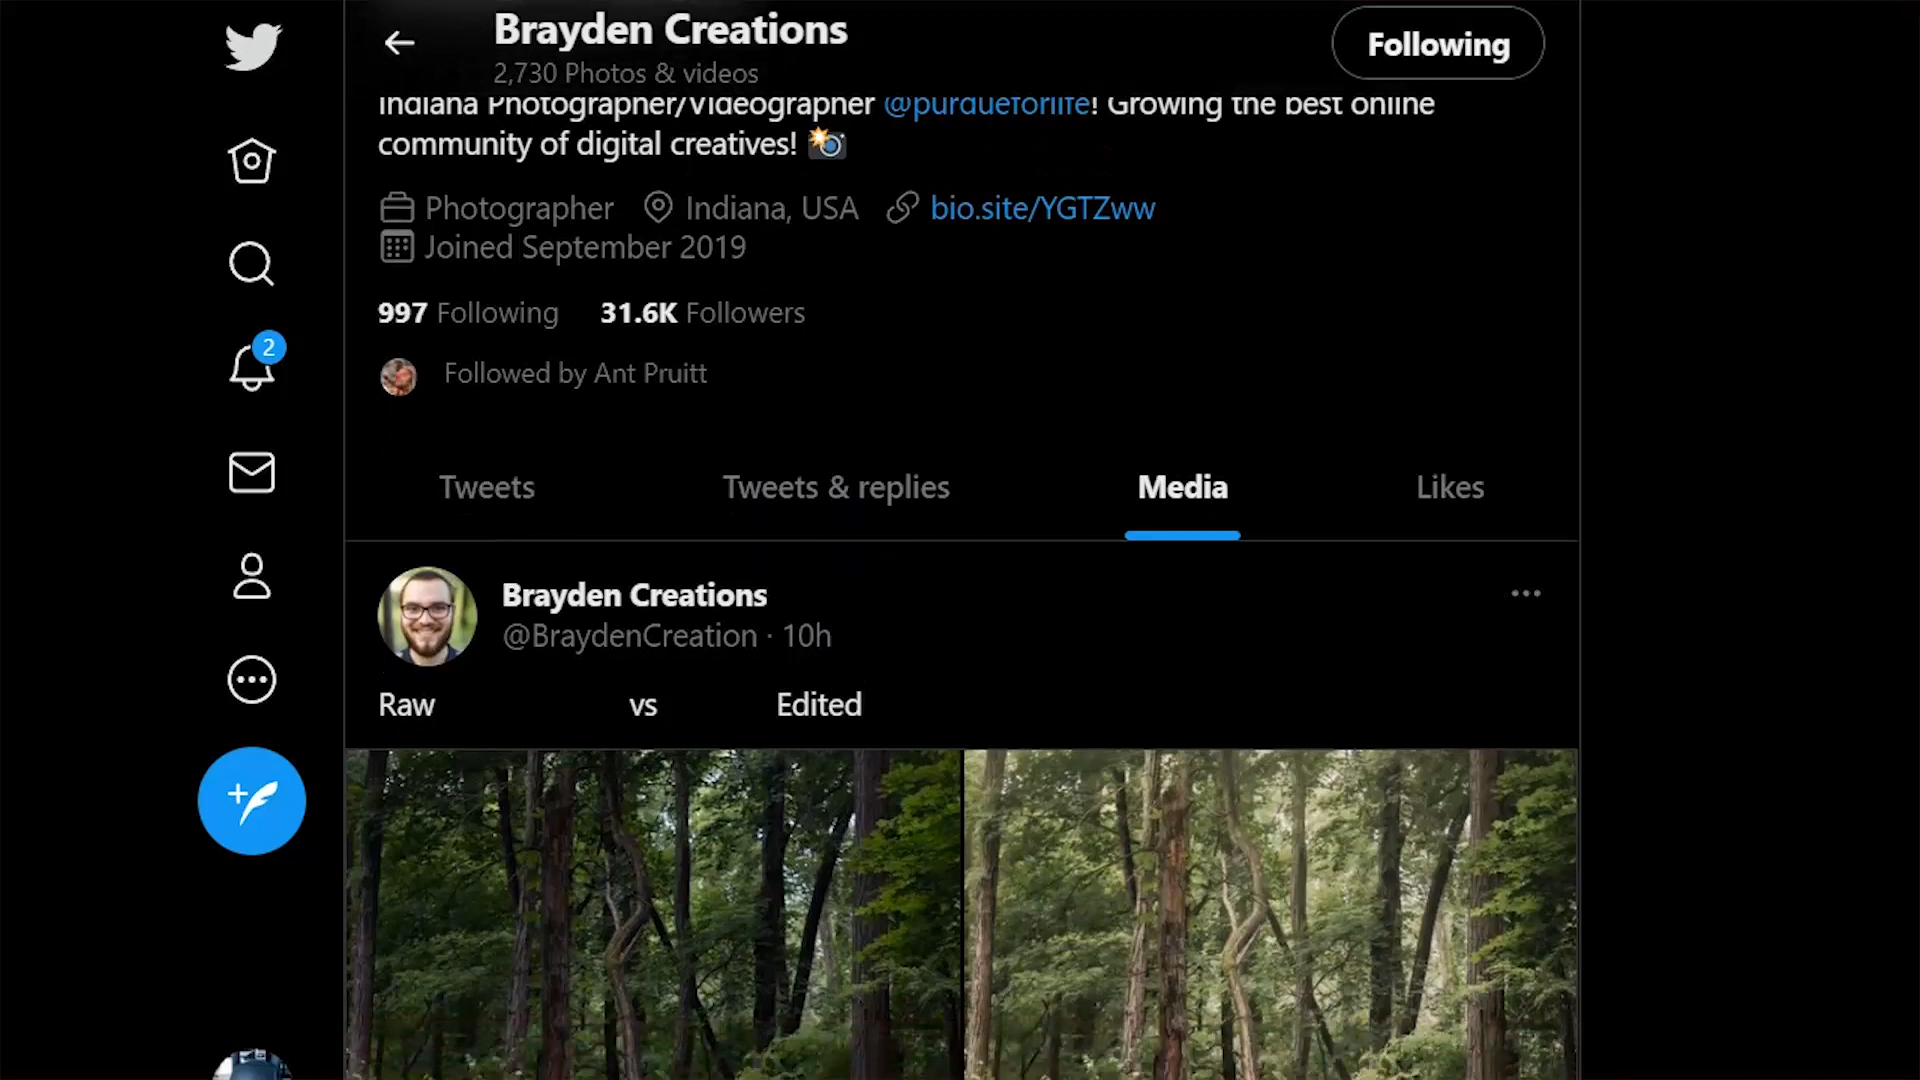 Brayden Creations
2,730 Photos & videos
Following
Indiana Photographer/Videographer @purdueforlife! Growing the best online
community of digital creatives!
Photographer Indiana, USA bio.site/YGTZww
Joined September 2019
997 Following 31.6K Followers
Followed by Ant Pruitt
2
Tweets Tweets & replies Media Likes
Brayden Creations
@BraydenCreation · 10h
Raw vs Edited